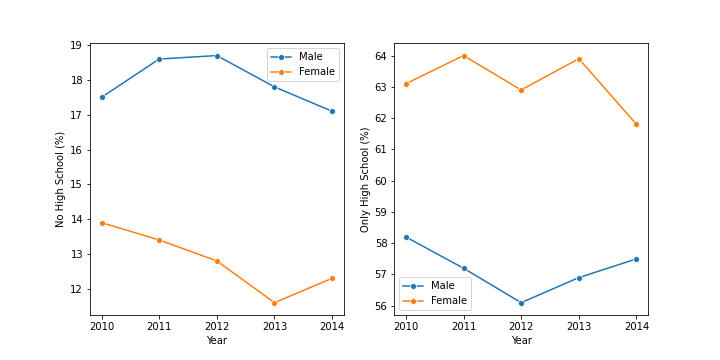 No High School (%)
19
18
17
16
15
14
13
12
2010 2011 2012 2013 2014
Year
Male
Female
Only High School (%)
64
63
62
61
60
59
58
57
56
2010 2011 2012 2013 2014
Year
Male
Female